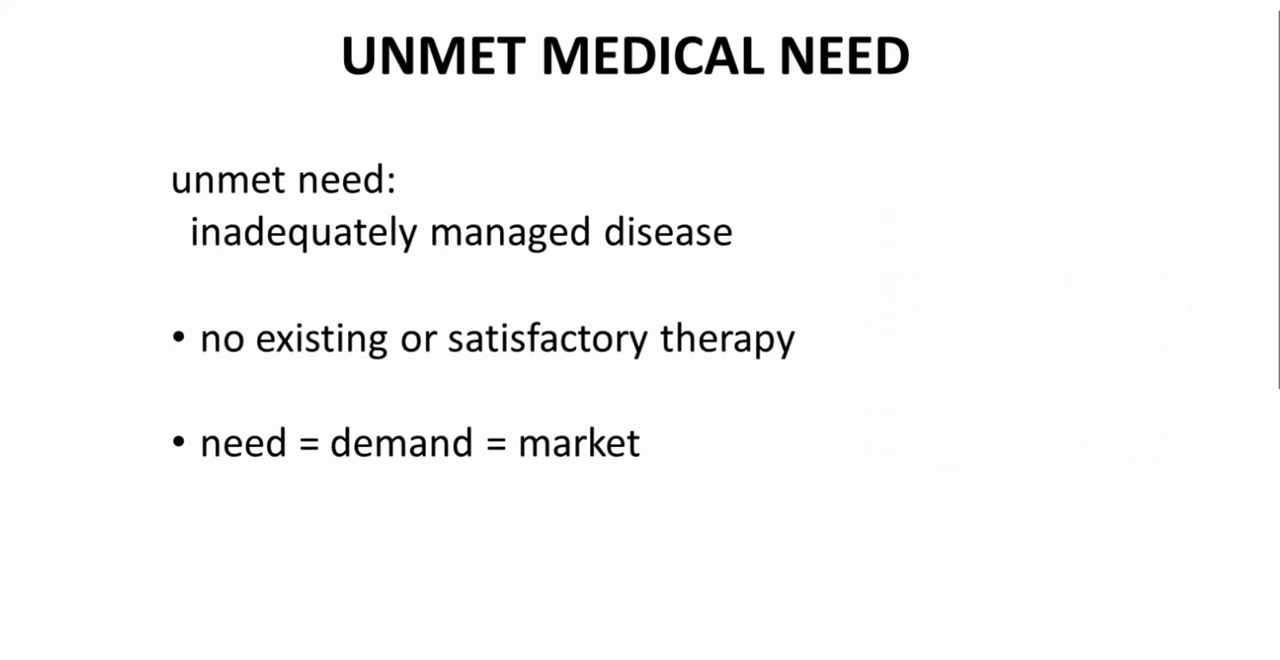 UNMET MEDICAL NEED
unmet need:
inadequately managed disease
• no existing or satisfactory therapy
• need = demand = market